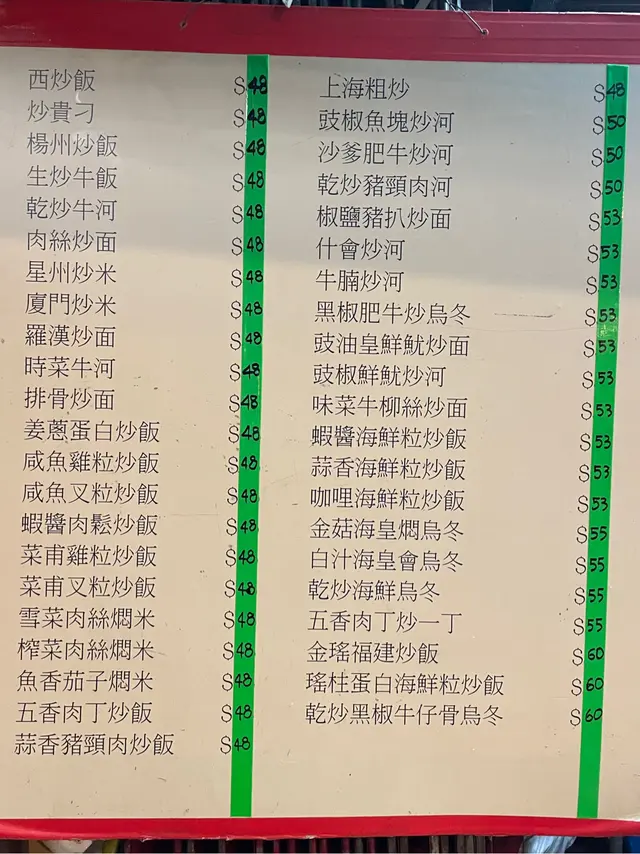 西炒飯 $48
炒貴刁 $48
楊州炒飯 $48
生炒牛飯 $48
乾炒牛河 $48
肉絲炒面 $48
星州炒米 $48
廈門炒米 $48
羅漢炒面 $48
時菜牛河 $48
排骨炒面 $48
姜蔥蛋白炒飯 $48
咸魚雞粒炒飯 $48
咸魚叉粒炒飯 $48
蝦醬肉鬆炒飯 $48
菜甫雞粒炒飯 $48
菜甫叉粒炒飯 $48
雪菜肉絲燜米 $48
榨菜肉絲燜米 $48
魚香茄子燜米 $48
五香肉丁炒飯 $48
蒜香豬頸肉炒飯 $48
上海粗炒 $48
豉椒魚塊炒河 $50
沙爹肥牛炒河 $50
乾炒豬頸肉河 $50
椒鹽豬扒炒面 $53
什會炒河 $53
牛腩炒河 $53
黑椒肥牛炒烏冬 $53
豉油皇鮮魷炒面 $53
豉椒鮮魷炒河 $53
味菜牛柳絲炒面 $53
蝦醬海鮮粒炒飯 $53
蒜香海鮮粒炒飯 $53
咖哩海鮮粒炒飯 $53
金菇海皇燜烏冬 $55
白汁海皇會烏冬 $55
乾炒海鮮烏冬 $55
五香肉丁炒一丁 $55
金瑤福建炒飯 $60
瑤柱蛋白海鮮粒炒飯 $60
乾炒黑椒牛仔骨烏冬 $60